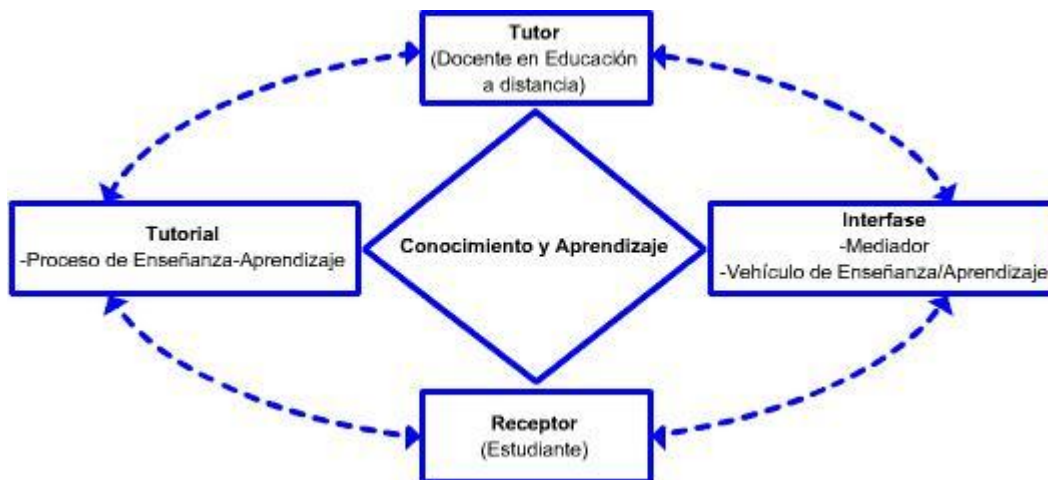 Tutor
(Docente en Educación
a distancia)
Tutorial
-Proceso de Enseñanza-Aprendizaje
Conocimiento y Aprendizaje
Interfase
-Mediador
-Vehículo de Enseñanza/Aprendizaje
Receptor
(Estudiante)